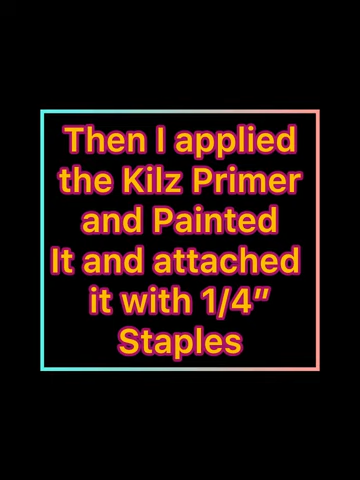 Then I applied
the Kilz Primer
and Painted
It and attached
it with 1/4”
Staples